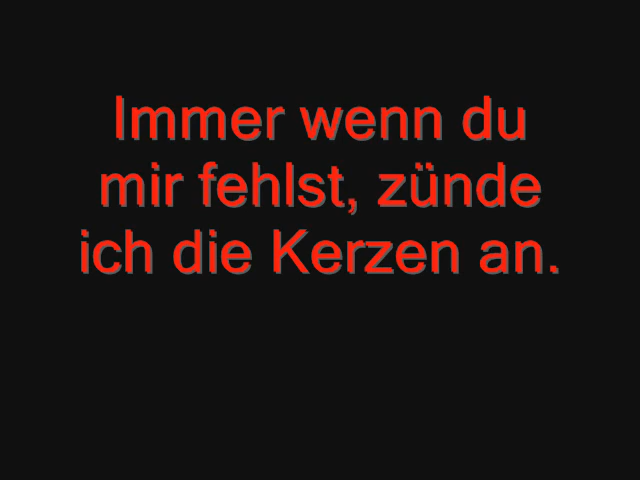 Immer wenn du
mir fehlst, zünde
ich die Kerzen an.